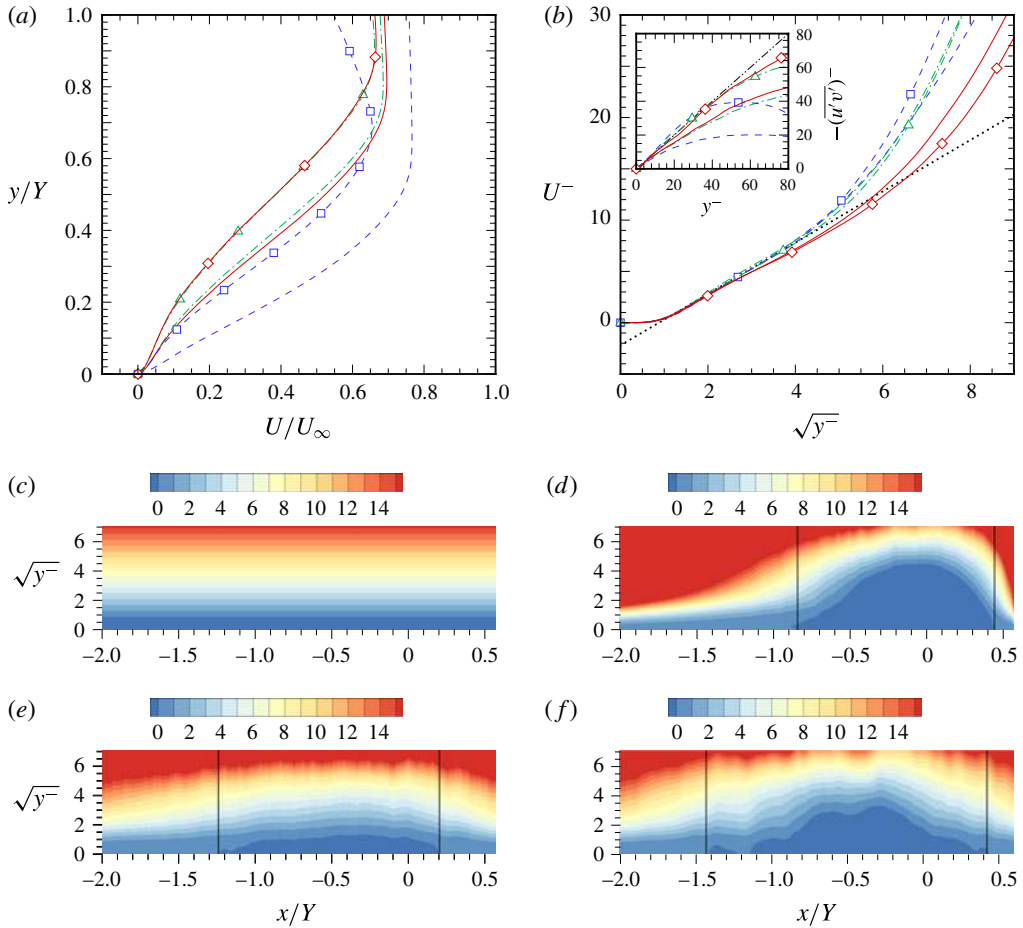 (a)
1.0
0.8
0.6
0.4
0.2
0
y/Y
0 0.2 0.4 0.6 0.8 1.0
U/U∞
(b)
30
20
10
0
U⁻
0 2 4 6 8
√y⁻
80
60
40
20
0
−(u′v′)⁻
0 20 40 60 80
y⁻
(c)
0 2 4 6 8 10 12 14
6
4
2
0
√y⁻
−2.0 −1.5 −1.0 −0.5 0 0.5
(d)
0 2 4 6 8 10 12 14
6
4
2
0
−2.0 −1.5 −1.0 −0.5 0 0.5
(e)
0 2 4 6 8 10 12 14
6
4
2
0
√y⁻
−2.0 −1.5 −1.0 −0.5 0 0.5
x/Y
(f)
0 2 4 6 8 10 12 14
6
4
2
0
−2.0 −1.5 −1.0 −0.5 0 0.5
x/Y